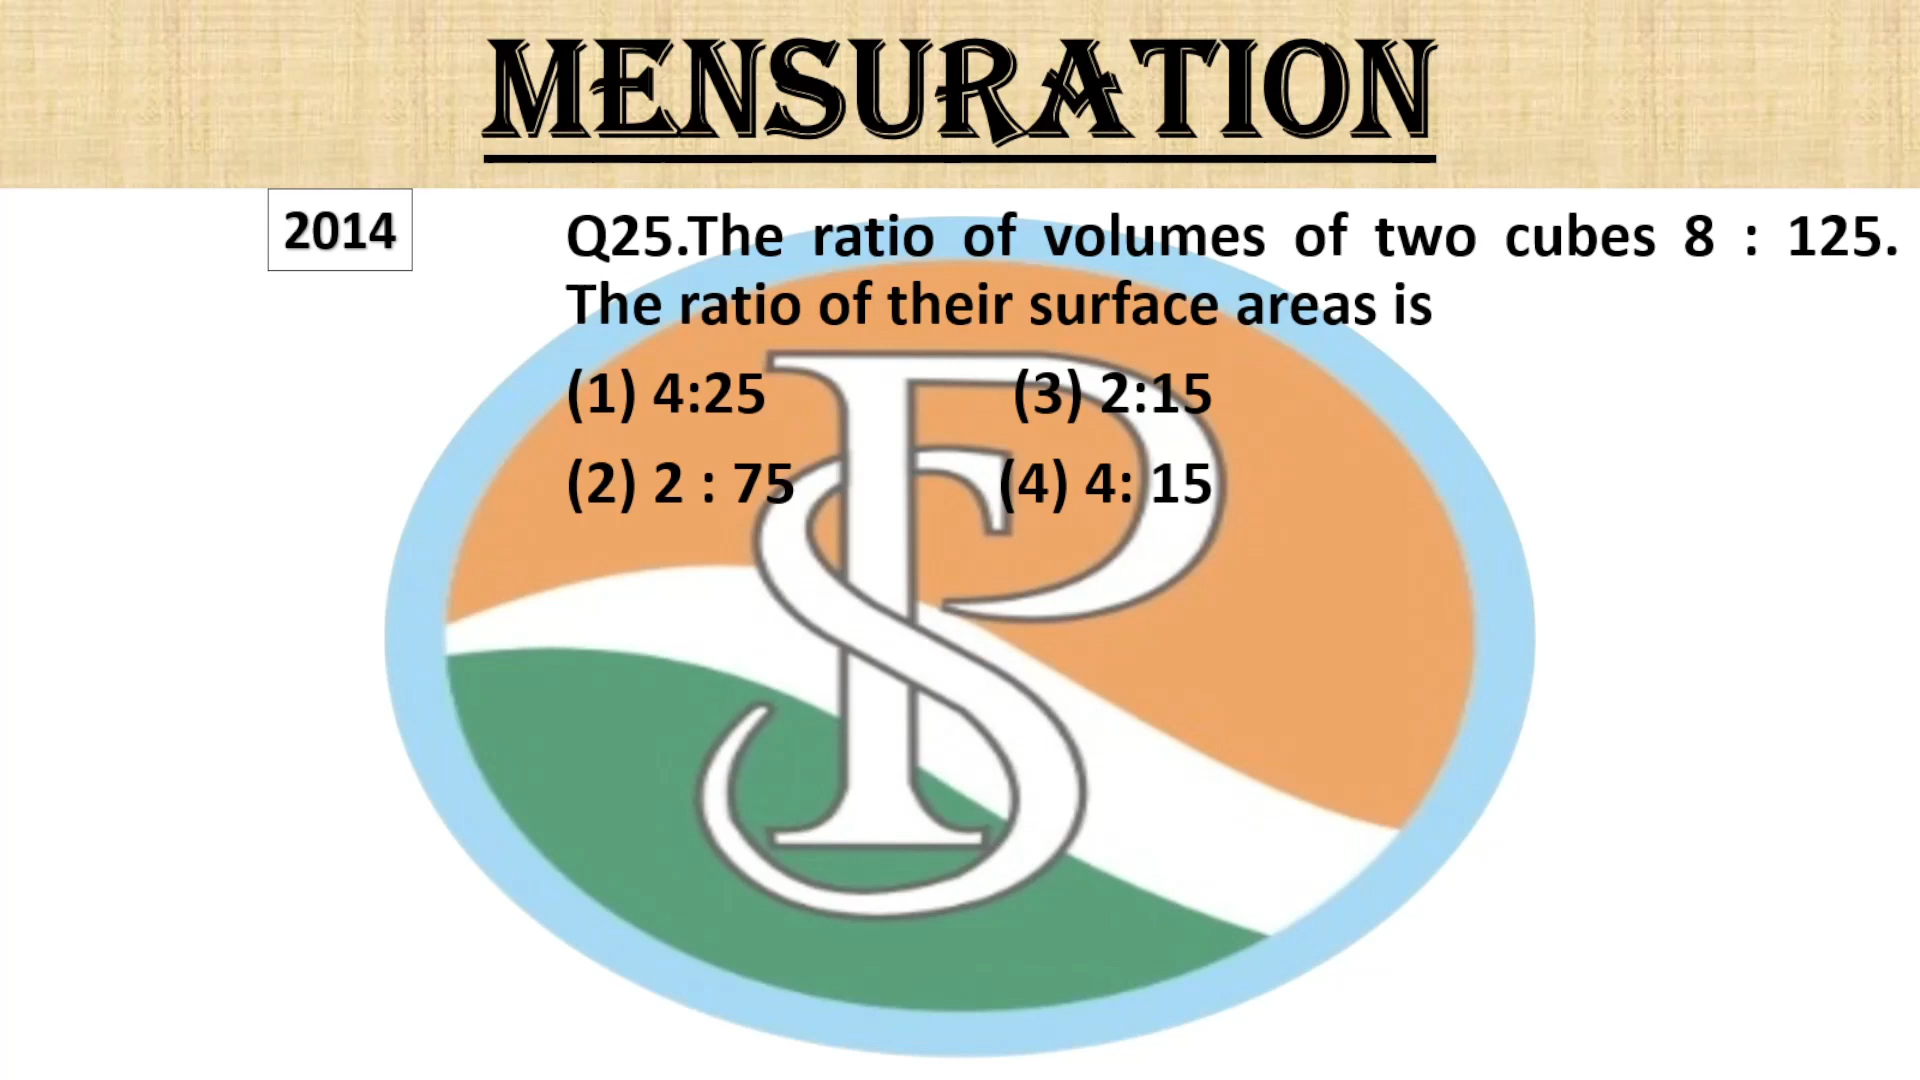 MENSURATION
2014
Q25.The ratio of volumes of two cubes 8 : 125.
The ratio of their surface areas is
(1) 4:25 (3) 2:15
(2) 2 : 75 (4) 4: 15